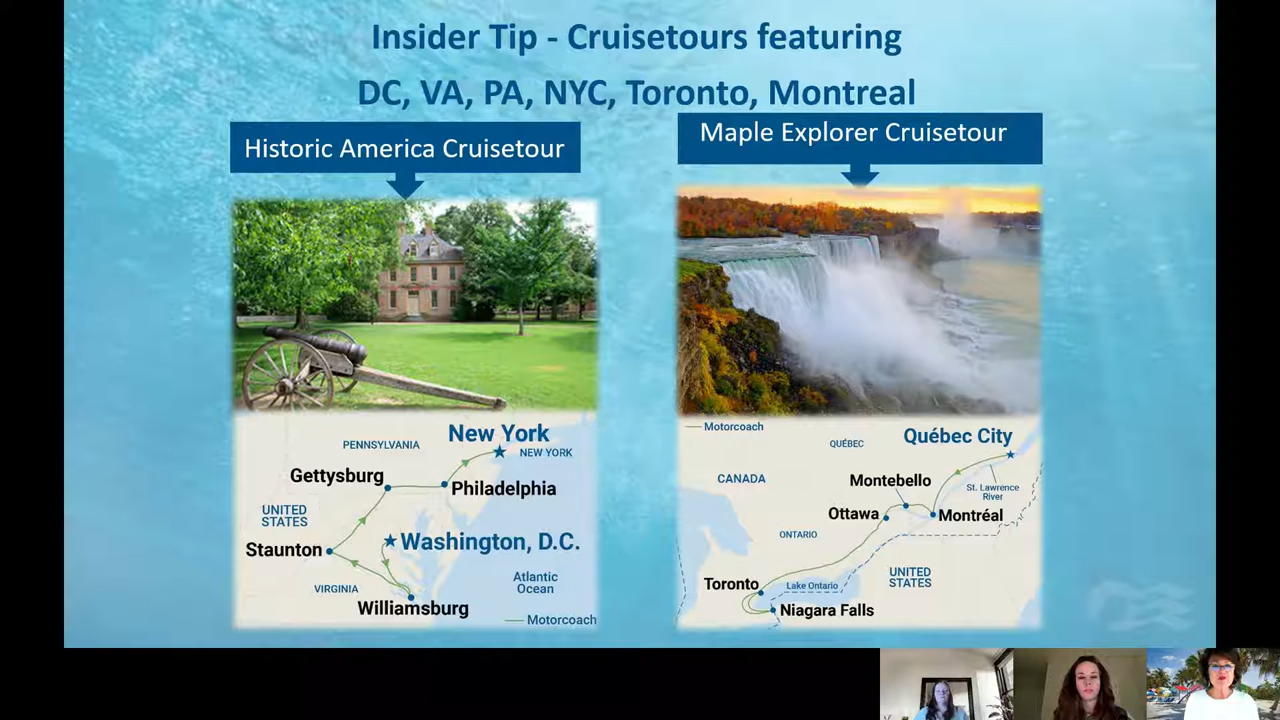 Insider Tip - Cruisetours featuring
DC, VA, PA, NYC, Toronto, Montreal
Historic America Cruisetour
PENNSYLVANIA
New York
NEW YORK
Gettysburg
Philadelphia
UNITED
STATES
Washington, D.C.
Staunton
Atlantic
Ocean
VIRGINIA
Williamsburg
Motorcoach
Maple Explorer Cruisetour
Motorcoach
QUÉBEC
Québec City
CANADA
Montebello
St. Lawrence
River
Ottawa
Montréal
ONTARIO
UNITED
STATES
Toronto
Lake Ontario
Niagara Falls